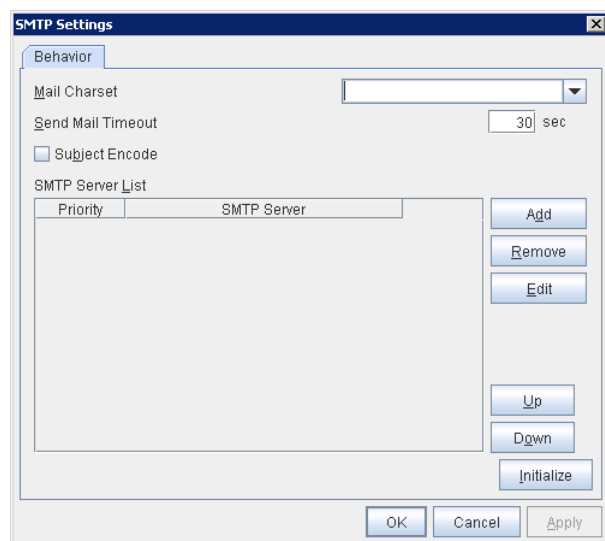 SMTP Settings
Behavior
Mail Charset
Send Mail Timeout 30 sec
Subject Encode
SMTP Server List
Priority SMTP Server
Add
Remove
Edit
Up
Down
Initialize
OK Cancel Apply